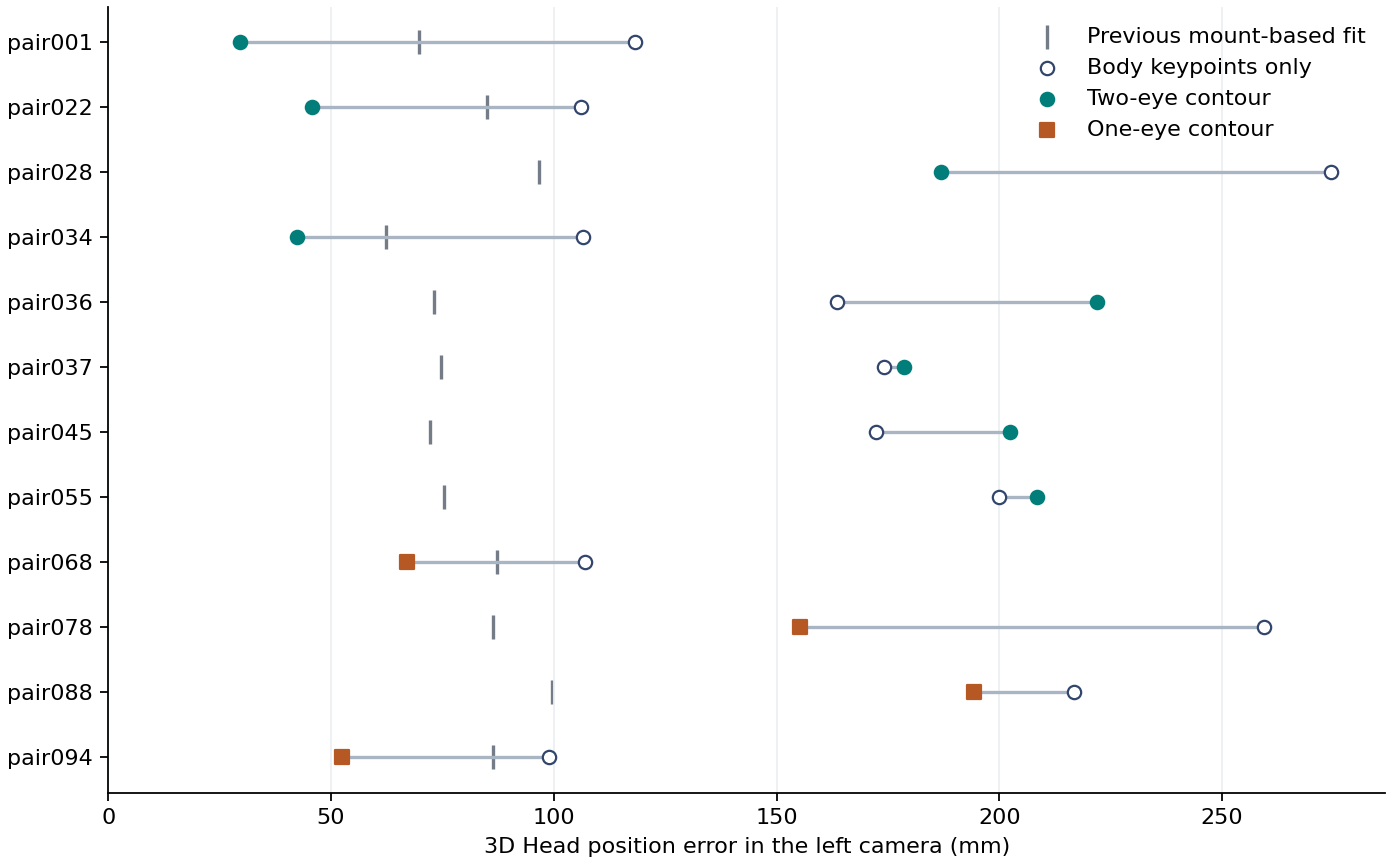 pair001
pair022
pair028
pair034
pair036
pair037
pair045
pair055
pair068
pair078
pair088
pair094
Previous mount-based fit
Body keypoints only
Two-eye contour
One-eye contour
0 50 100 150 200 250
3D Head position error in the left camera (mm)